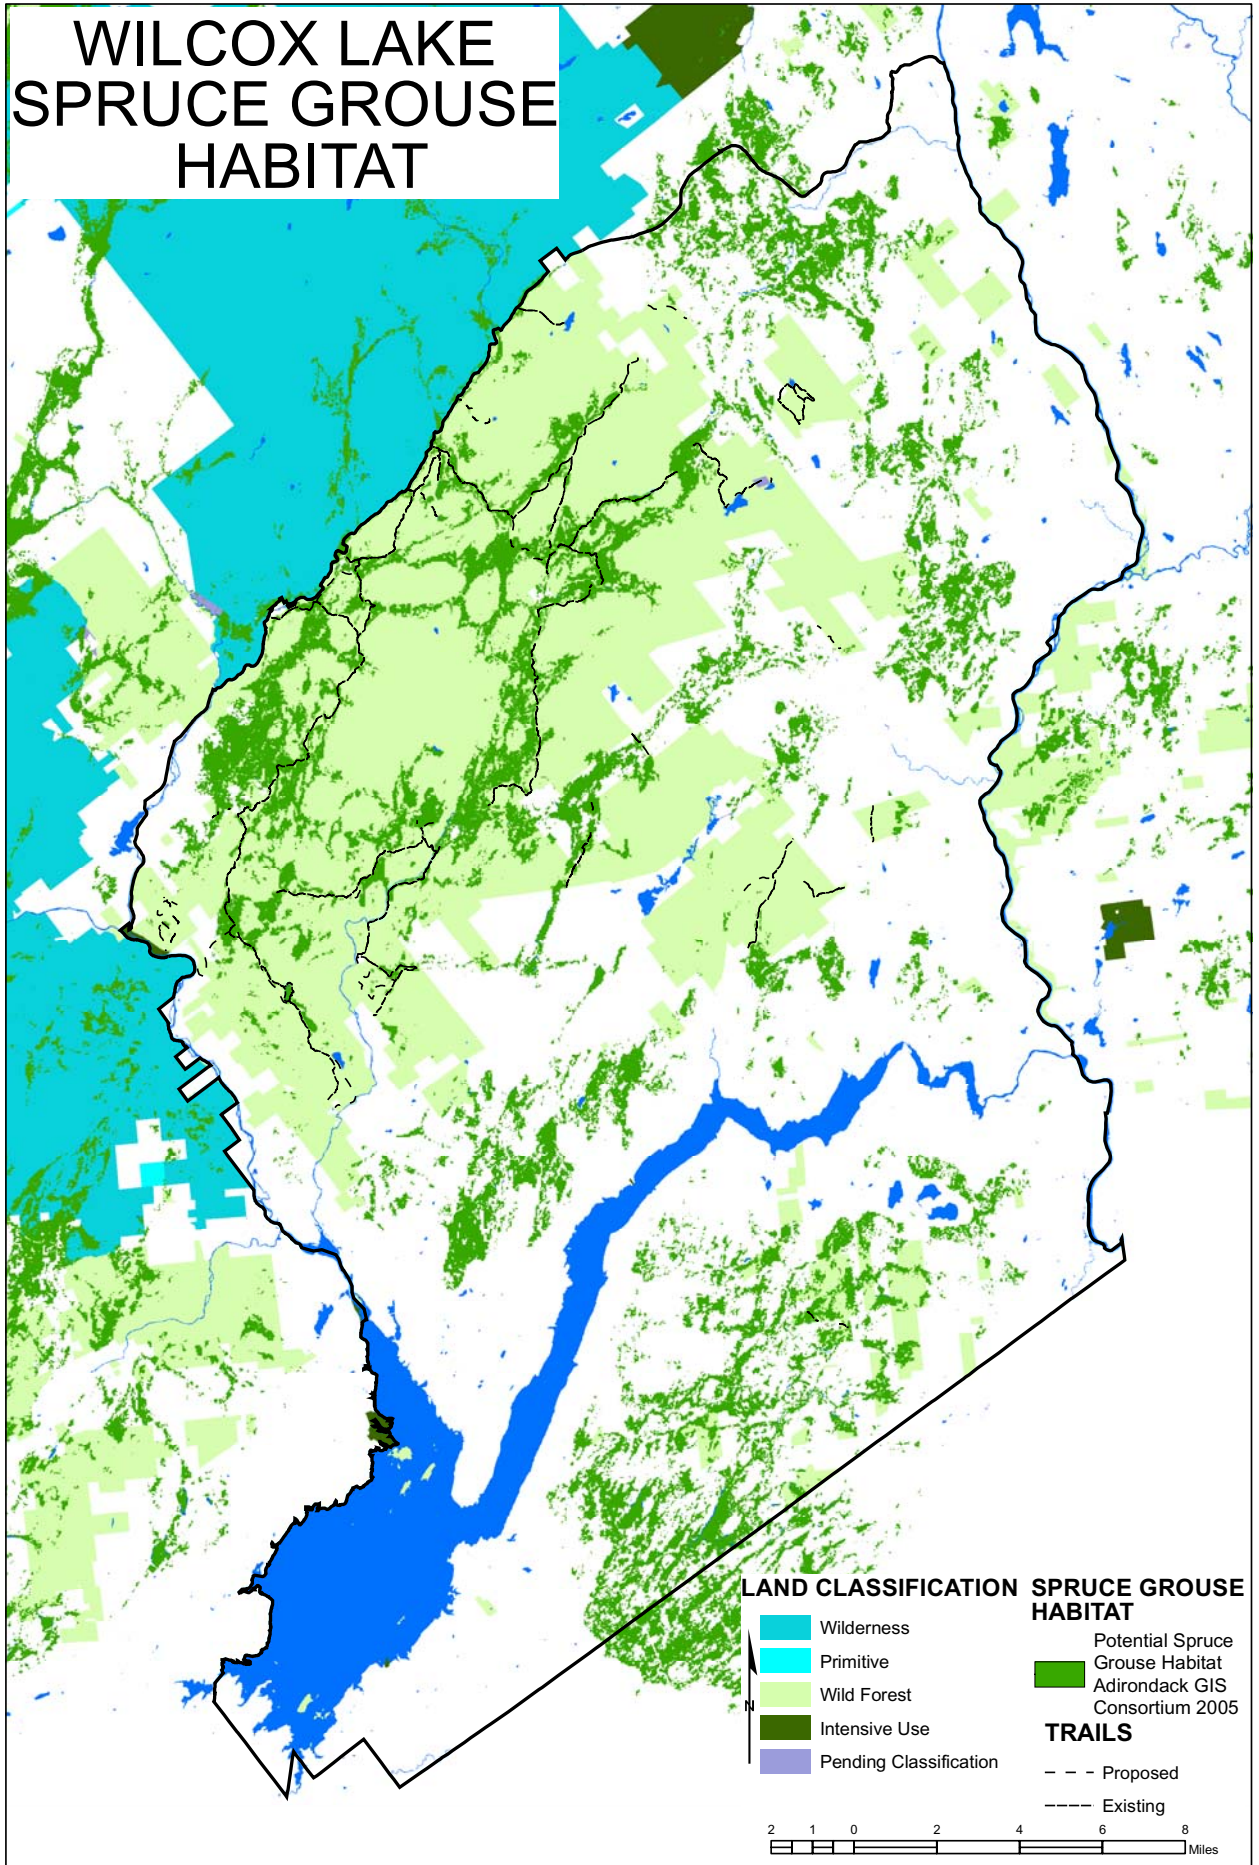 WILCOX LAKE
SPRUCE GROUSE
HABITAT
LAND CLASSIFICATION
Wilderness
Primitive
Wild Forest
Intensive Use
Pending Classification
N
SPRUCE GROUSE
HABITAT
Potential Spruce
Grouse Habitat
Adirondack GIS
Consortium 2005
TRAILS
Proposed
Existing
2 1 0 2 4 6 8
Miles